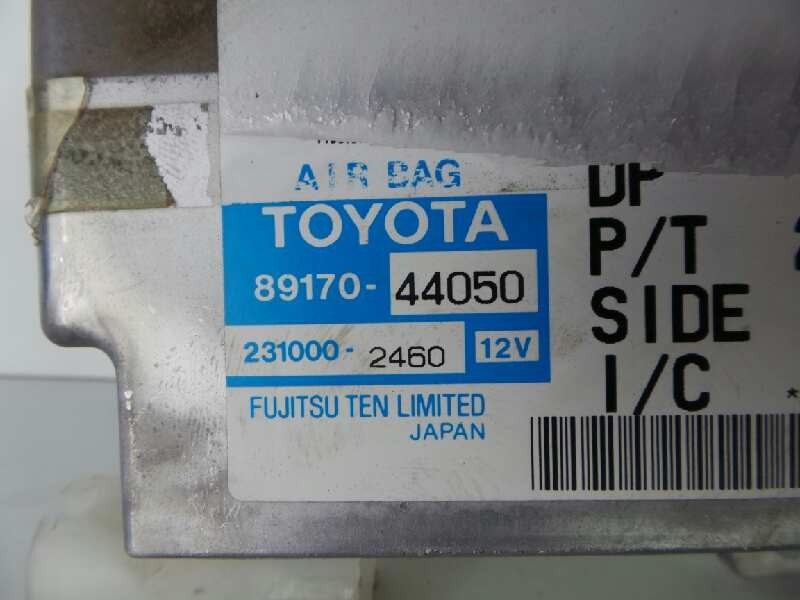 AIR BAG
TOYOTA
89170- 44050
231000- 2460 12V
FUJITSU TEN LIMITED
JAPAN
DP
P/T
SIDE
I/C *